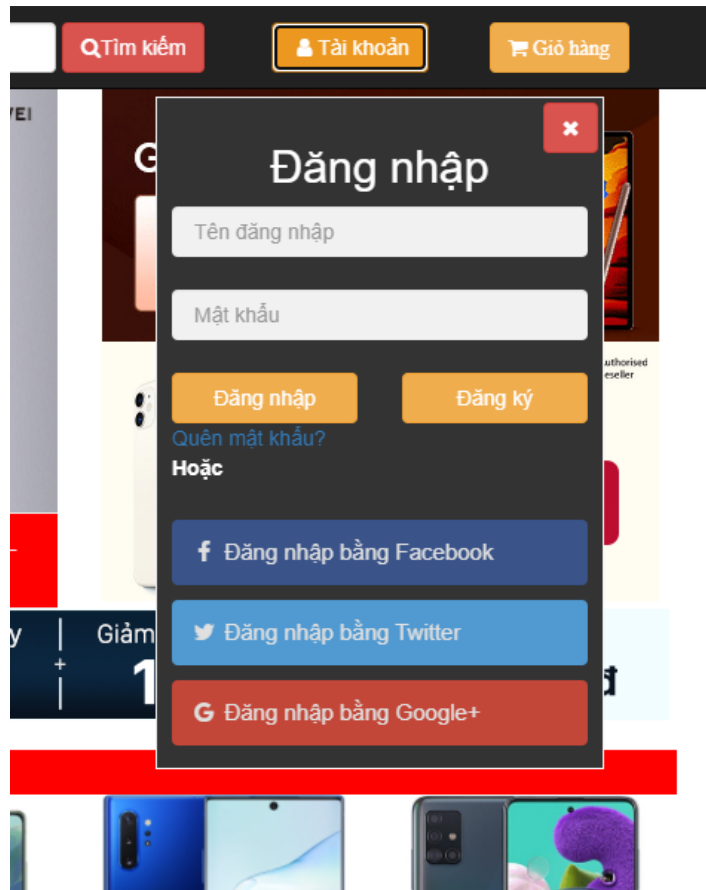 Tìm kiếm
Tài khoản
Giỏ hàng
Đăng nhập
Tên đăng nhập
Mật khẩu
Đăng nhập Đăng ký
Quên mật khẩu?
Hoặc
Đăng nhập bằng Facebook
Giảm
Đăng nhập bằng Twitter
1
đ
Đăng nhập bằng Google+